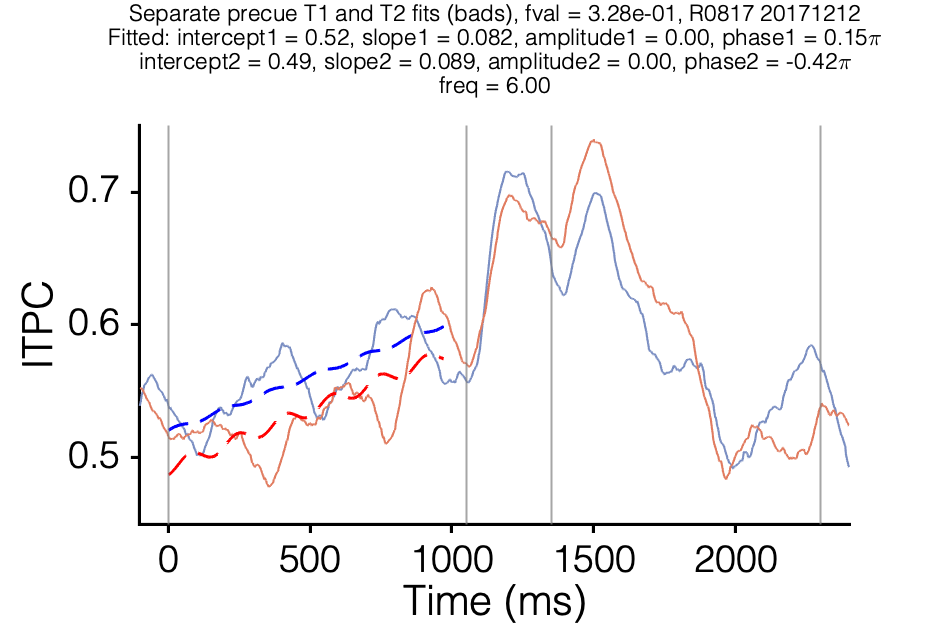 Separate precue T1 and T2 fits (bads), fval = 3.28e-01, R0817 20171212
Fitted: intercept1 = 0.52, slope1 = 0.082, amplitude1 = 0.00, phase1 = 0.15π
intercept2 = 0.49, slope2 = 0.089, amplitude2 = 0.00, phase2 = -0.42π
freq = 6.00
0.7
0.6
0.5
ITPC
0 500 1000 1500 2000
Time (ms)